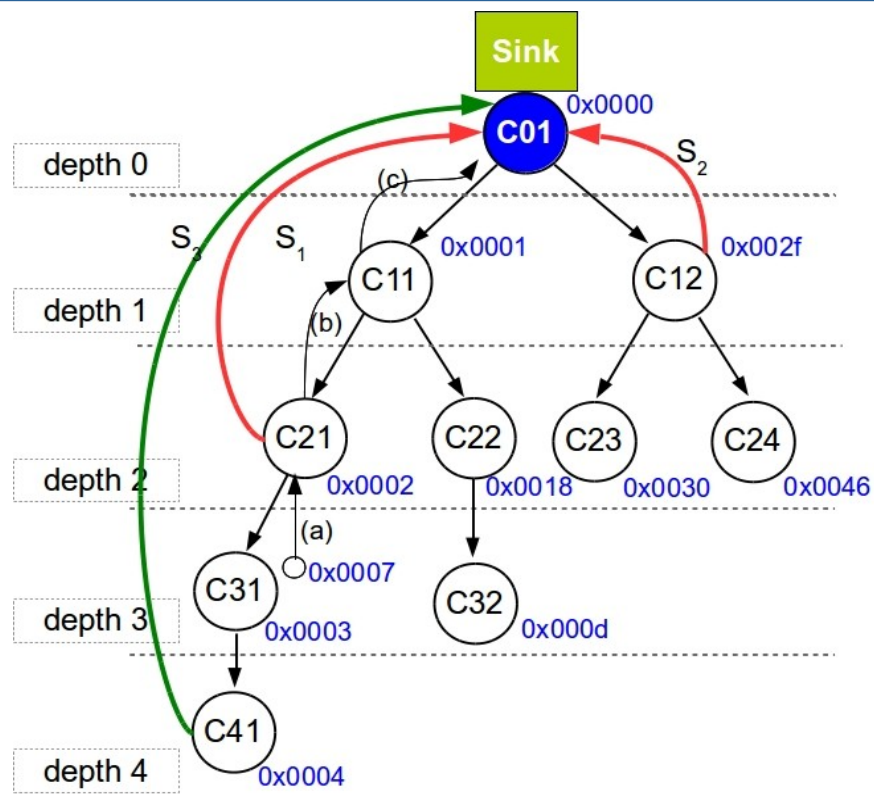 Sink
0x0000
C01
depth 0
S2
(c)
S3
S1
0x0001
0x002f
C11
C12
depth 1
(b)
C21
C22
C23
C24
depth 2
0x0002
0x0018
0x0030
0x0046
(a)
0x0007
C31
C32
depth 3
0x0003
0x000d
C41
depth 4
0x0004